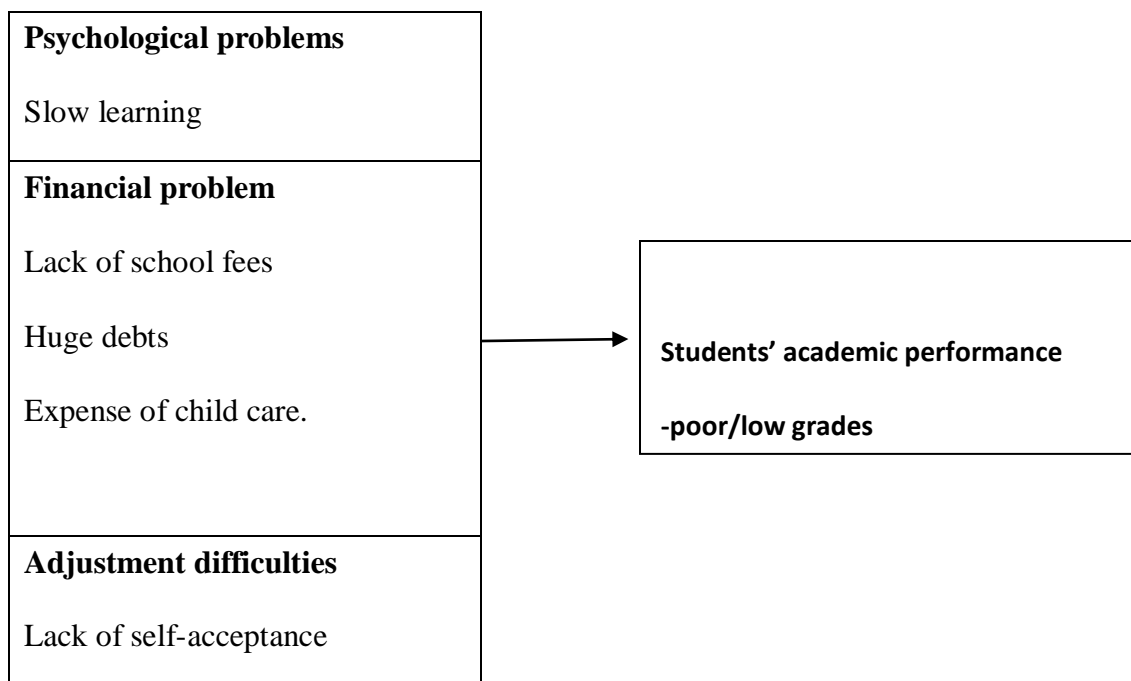 Psychological problems
Slow learning
Financial problem
Lack of school fees
Huge debts
Expense of child care.
Adjustment difficulties
Lack of self-acceptance
Students’ academic performance
-poor/low grades